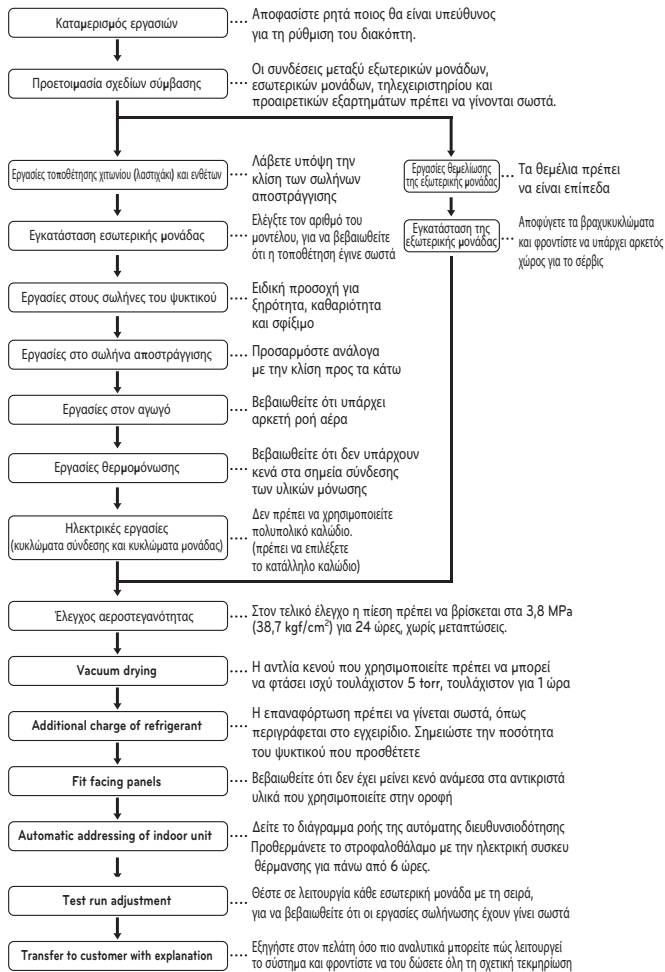 Καταμερισμός εργασιών
···· Αποφασίστε ρητά ποιος θα είναι υπεύθυνος
για τη ρύθμιση του διακόπτη.
Προετοιμασία σχεδίων σύμβασης
···· Οι συνδέσεις μεταξύ εξωτερικών μονάδων,
εσωτερικών μονάδων, τηλεχειριστηρίου και
προαιρετικών εξαρτημάτων πρέπει να γίνονται σωστά.
Εργασίες τοποθέτησης χιτωνίου (λαστιχάκι) και ενθέτων
···· Λάβετε υπόψη την
κλίση των σωλήνων
αποστράγγισης
Εργασίες θεμελίωσης
της εξωτερικής μονάδας
··· Τα θεμέλια πρέπει
να είναι επίπεδα
Εγκατάσταση εσωτερικής μονάδας
···· Ελέγξτε τον αριθμό του
μοντέλου, για να βεβαιωθείτε
ότι η τοποθέτηση έγινε σωστά
Εγκατάσταση της
εξωτερικής μονάδας
··· Αποφύγετε τα βραχυκυκλώματα
και φροντίστε να υπάρχει αρκετός
χώρος για το σέρβις
Εργασίες στους σωλήνες του ψυκτικού
···· Ειδική προσοχή για
ξηρότητα, καθαριότητα
και σφίξιμο
Εργασίες στο σωλήνα αποστράγγισης
···· Προσαρμόστε ανάλογα
με την κλίση προς τα κάτω
Εργασίες στον αγωγό
···· Βεβαιωθείτε ότι υπάρχει
αρκετή ροή αέρα
Εργασίες θερμομόνωσης
···· Βεβαιωθείτε ότι δεν υπάρχουν
κενά στα σημεία σύνδεσης
των υλικών μόνωσης
Ηλεκτρικές εργασίες
(κυκλώματα σύνδεσης και κυκλώματα μονάδας)
···· Δεν πρέπει να χρησιμοποιείτε
πολυπολικό καλώδιο.
(πρέπει να επιλέξετε
το κατάλληλο καλώδιο)
Έλεγχος αεροστεγανότητας
···· Στον τελικό έλεγχο η πίεση πρέπει να βρίσκεται στα 3,8 MPa
(38,7 kgf/cm²) για 24 ώρες, χωρίς μεταπτώσεις.
Vacuum drying
···· Η αντλία κενού που χρησιμοποιείτε πρέπει να μπορεί
να φτάσει ισχύ τουλάχιστον 5 torr, τουλάχιστον για 1 ώρα
Additional charge of refrigerant
···· Η επαναφόρτωση πρέπει να γίνεται σωστά, όπως
περιγράφεται στο εγχειρίδιο. Σημειώστε την ποσότητα
του ψυκτικού που προσθέτετε
Fit facing panels
···· Βεβαιωθείτε ότι δεν έχει μείνει κενό ανάμεσα στα αντικριστά
υλικά που χρησιμοποιείτε στην οροφή
Automatic addressing of indoor unit
···· Δείτε το διάγραμμα ροής της αυτόματης διευθυνσιοδότησης
Προθερμάνετε το στροφαλοθάλαμο με την ηλεκτρική συσκευ
θέρμανσης για πάνω από 6 ώρες.
Test run adjustment
···· Θέστε σε λειτουργία κάθε εσωτερική μονάδα με τη σειρά,
για να βεβαιωθείτε ότι οι εργασίες σωλήνωσης έχουν γίνει σωστά
Transfer to customer with explanation
···· Εξηγήστε στον πελάτη όσο πιο αναλυτικά μπορείτε πώς λειτουργεί
το σύστημα και φροντίστε να του δώσετε όλη τη σχετική τεκμηρίωση